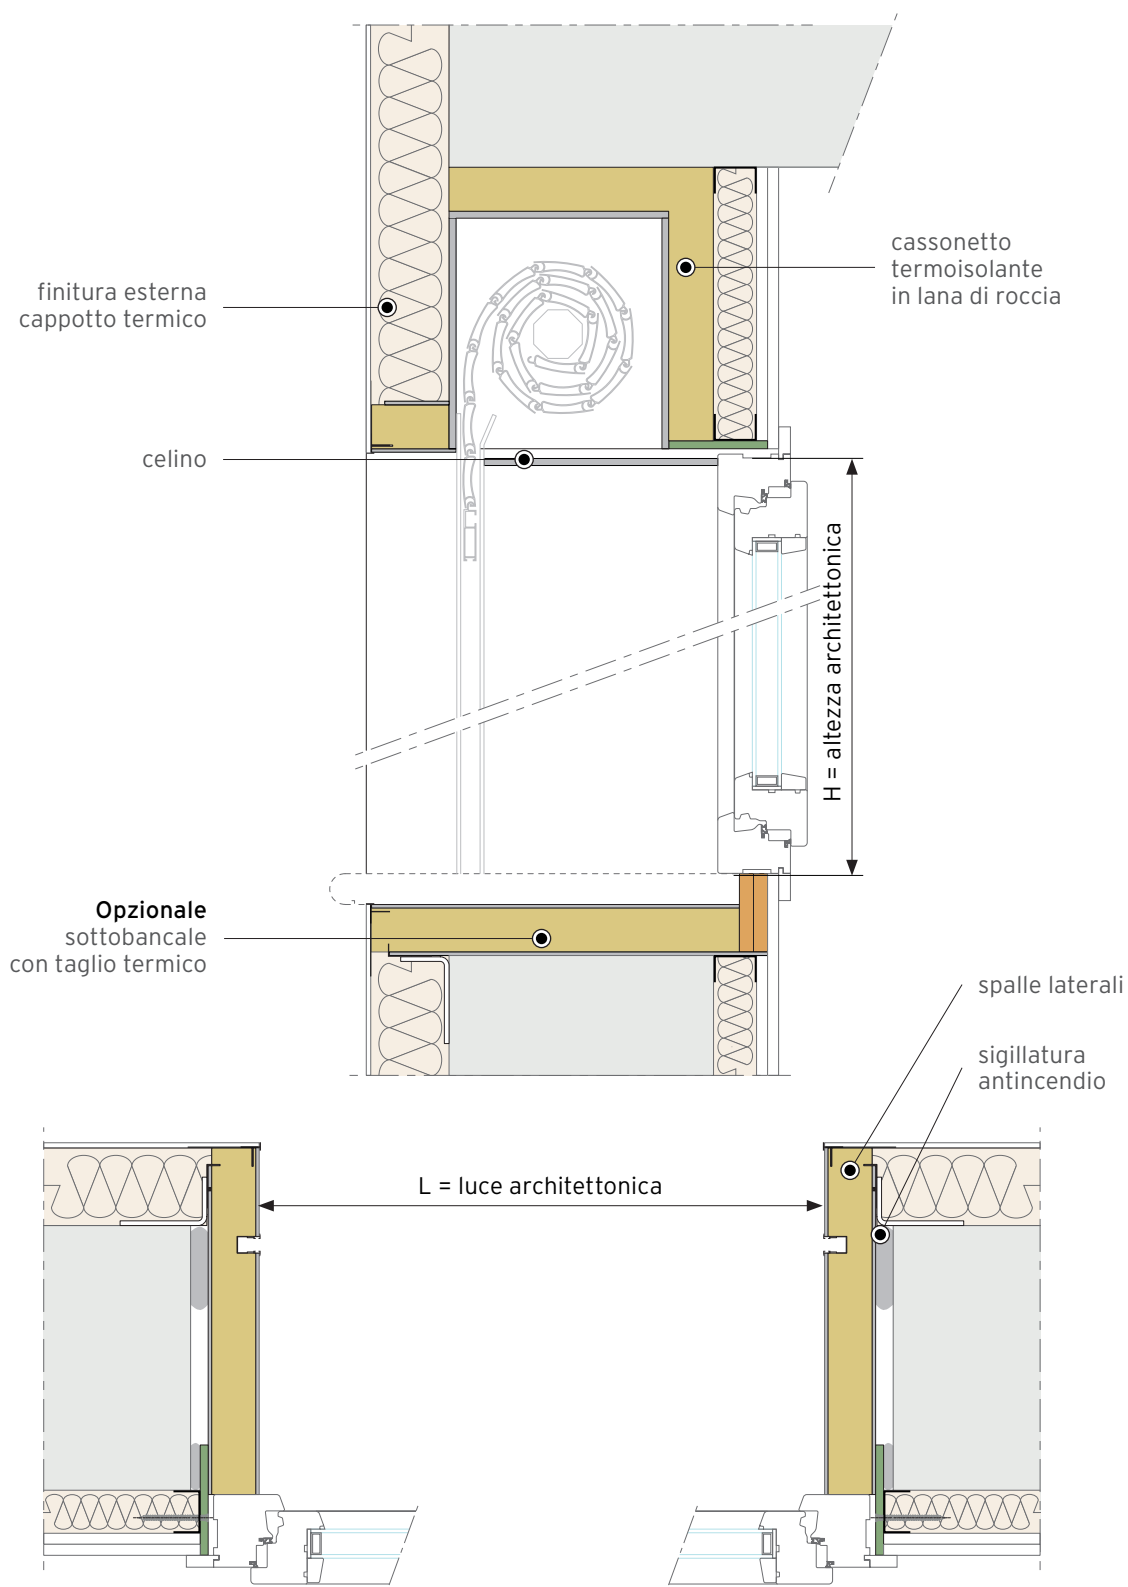 cassonetto
termoisolante
in lana di roccia
finitura esterna
cappotto termico
celino
H = altezza architettonica
Opzionale
sottobancale
con taglio termico
spalle laterali
sigillatura
antincendio
L = luce architettonica